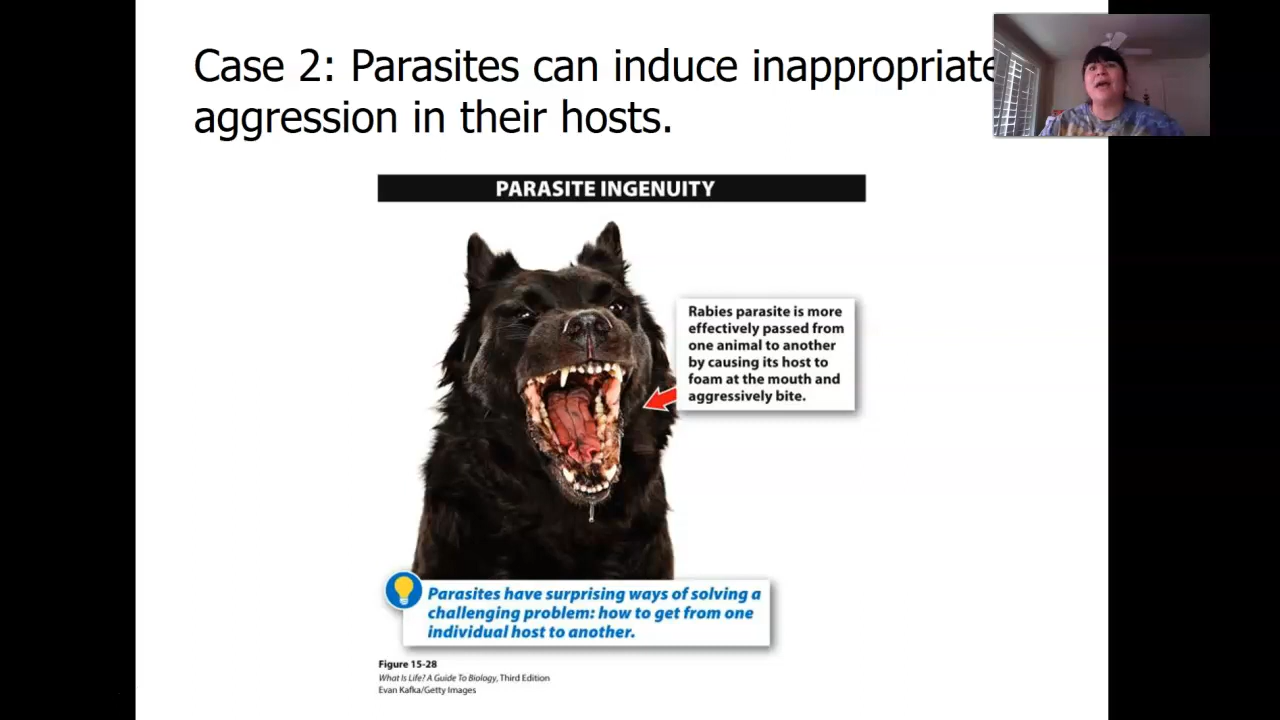 Case 2: Parasites can induce inappropriate
aggression in their hosts.
PARASITE INGENUITY
Rabies parasite is more
effectively passed from
one animal to another
by causing its host to
foam at the mouth and
aggressively bite.
Parasites have surprising ways of solving a
challenging problem: how to get from one
individual host to another.
Figure 15-28
What Is Life? A Guide To Biology, Third Edition
Evan Kafka/Getty Images